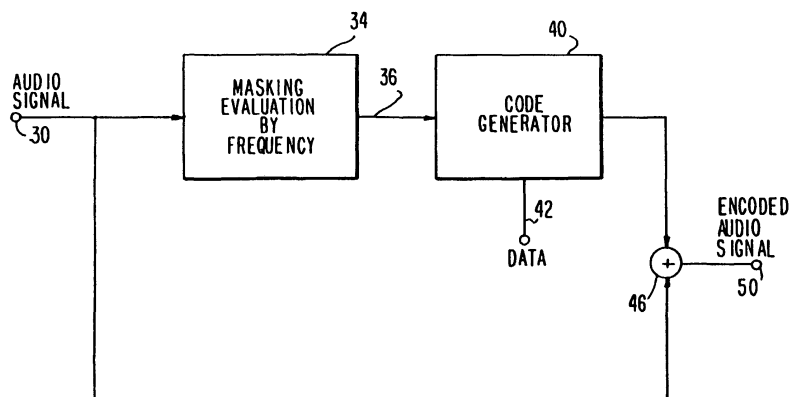 34
40
AUDIO
SIGNAL
30
MASKING
EVALUATION
BY
FREQUENCY
36
CODE
GENERATOR
42
DATA
ENCODED
AUDIO
SIGNAL
+
46
50